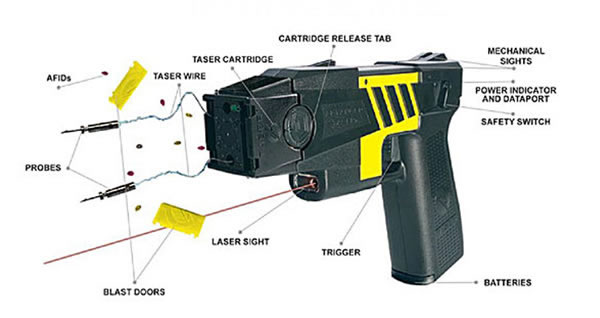 CARTRIDGE RELEASE TAB
TASER CARTRIDGE
TASER WIRE
AFIDs
MECHANICAL
SIGHTS
POWER INDICATOR
AND DATAPORT
SAFETY SWITCH
PROBES
LASER SIGHT
TRIGGER
BATTERIES
BLAST DOORS